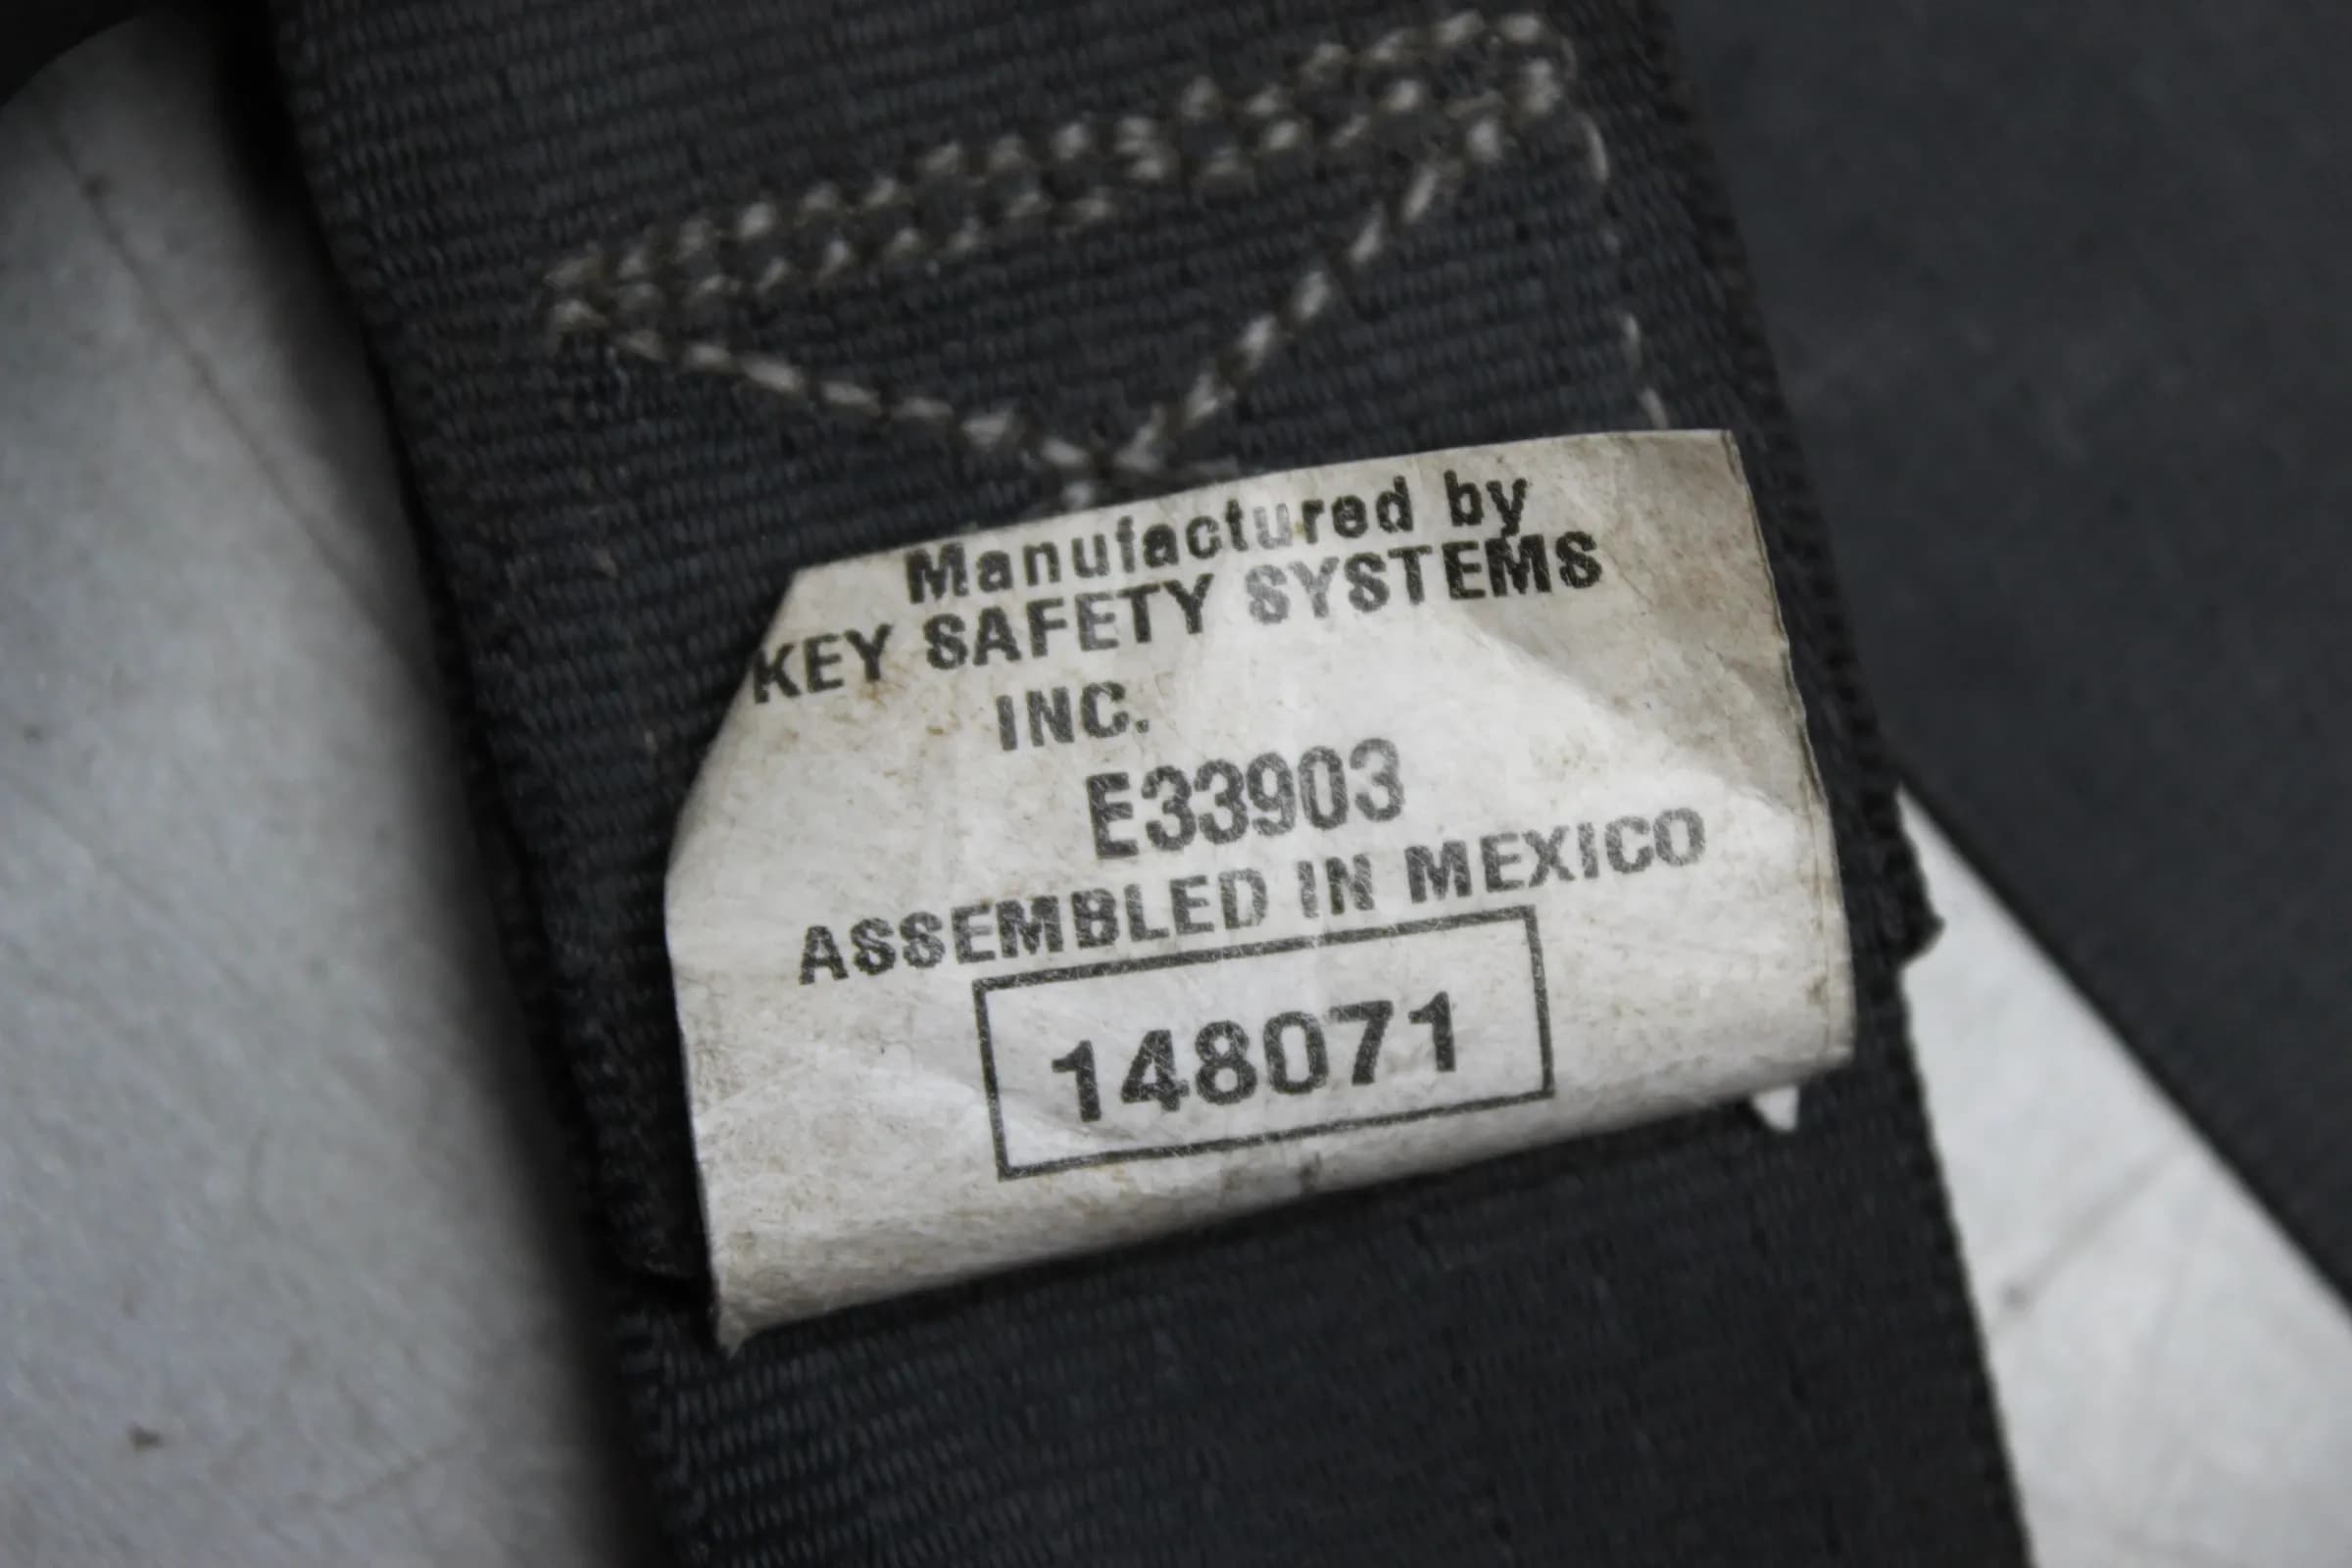 Manufactured by
KEY SAFETY SYSTEMS
INC.
E33903
ASSEMBLED IN MEXICO
148071